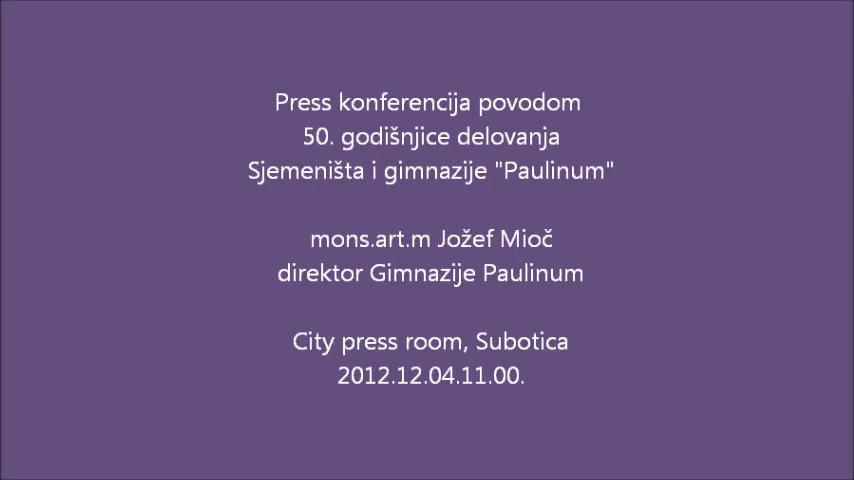 Press konferencija povodom
50. godišnjice delovanja
Sjemeništa i gimnazije "Paulinum"
mons.art.m Jožef Mioč
direktor Gimnazije Paulinum
City press room, Subotica
2012.12.04.11.00.